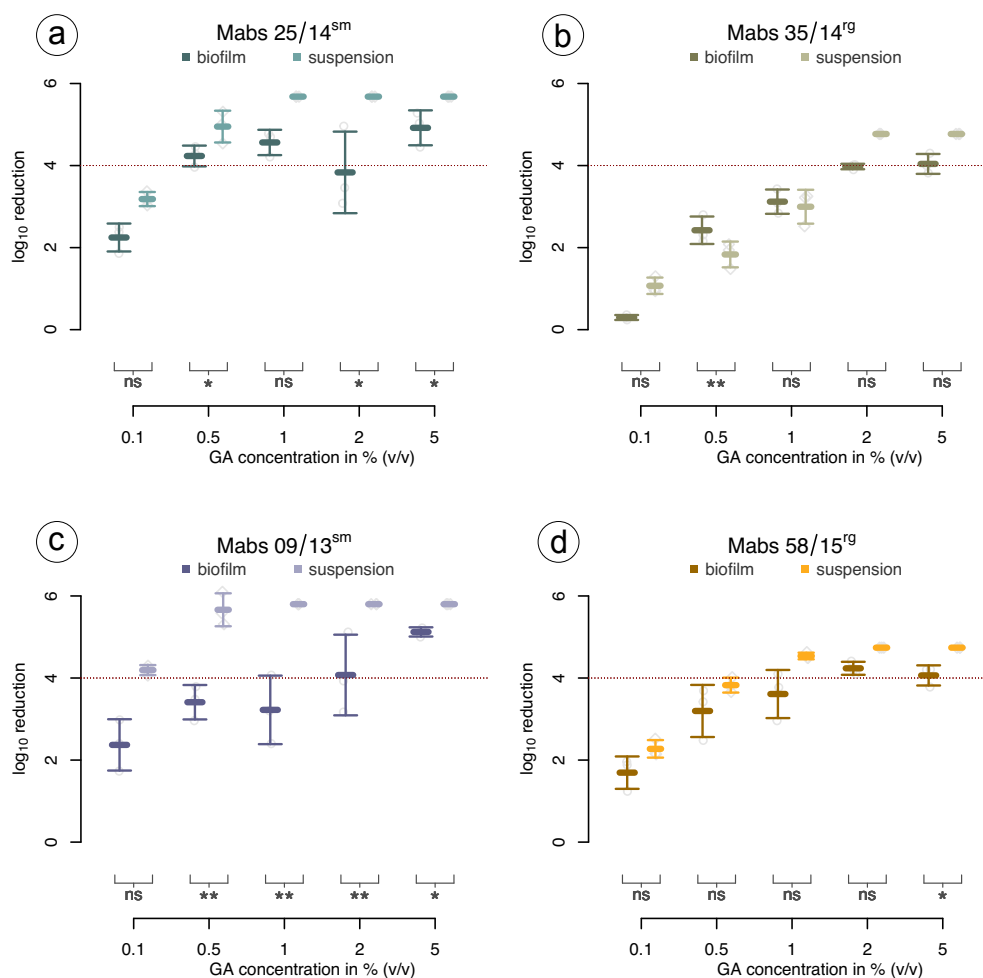 a
Mabs 25/14sm
biofilm suspension
log10 reduction
6
4
2
0
ns * ns * *
0.1 0.5 1 2 5
GA concentration in % (v/v)
b
Mabs 35/14rg
biofilm suspension
log10 reduction
6
4
2
0
ns ** ns ns ns
0.1 0.5 1 2 5
GA concentration in % (v/v)
c
Mabs 09/13sm
biofilm suspension
log10 reduction
6
4
2
0
ns ** ** ** *
0.1 0.5 1 2 5
GA concentration in % (v/v)
d
Mabs 58/15rg
biofilm suspension
log10 reduction
6
4
2
0
ns ns ns ns *
0.1 0.5 1 2 5
GA concentration in % (v/v)